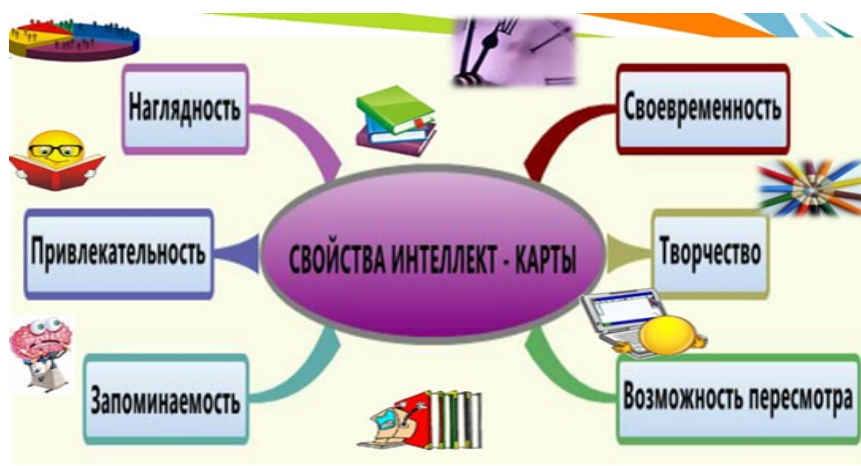 Наглядность
Своевременность
Привлекательность
СВОЙСТВА ИНТЕЛЛЕКТ - КАРТЫ
Творчество
Запоминаемость
Возможность пересмотра